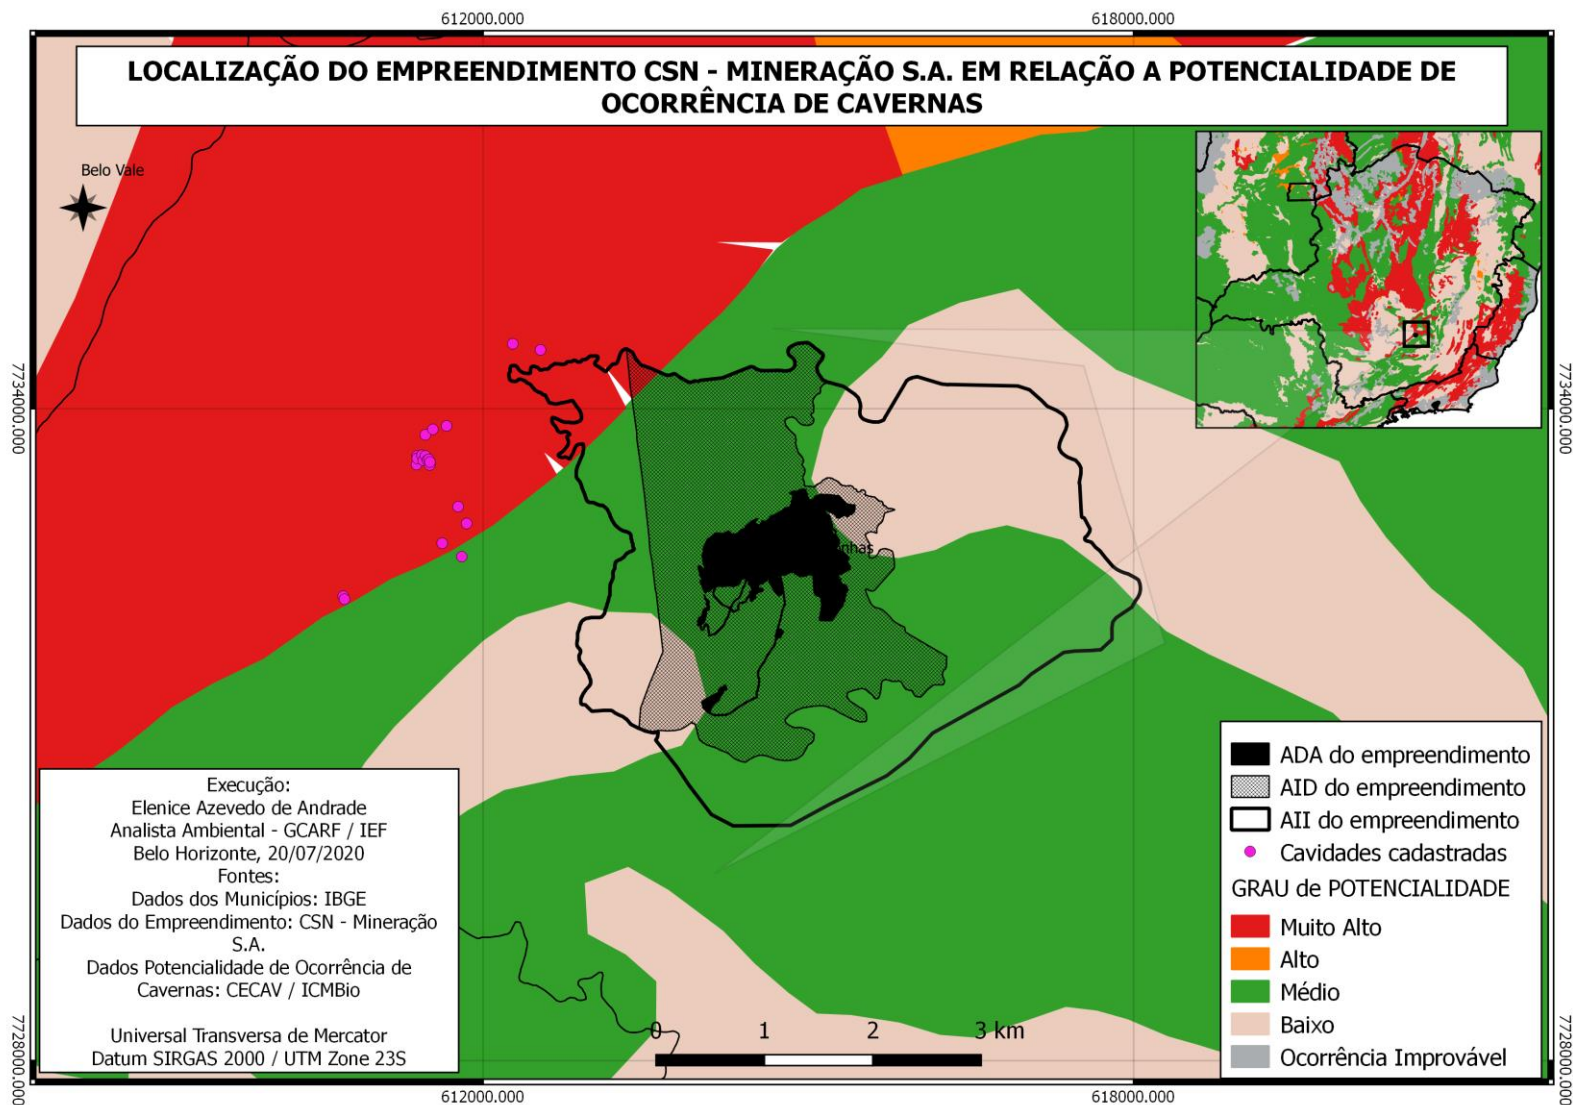 612000.000
618000.000
LOCALIZAÇÃO DO EMPREENDIMENTO CSN - MINERAÇÃO S.A. EM RELAÇÃO A POTENCIALIDADE DE
OCORRÊNCIA DE CAVERNAS
Belo Vale
7734000.000
7734000.000
nhas
ADA do empreendimento
AID do empreendimento
AII do empreendimento
Cavidades cadastradas
GRAU de POTENCIALIDADE
Muito Alto
Alto
Médio
Baixo
Ocorrência Improvável
Execução:
Elenice Azevedo de Andrade
Analista Ambiental - GCARF / IEF
Belo Horizonte, 20/07/2020
Fontes:
Dados dos Municípios: IBGE
Dados do Empreendimento: CSN - Mineração
S.A.
Dados Potencialidade de Ocorrência de
Cavernas: CECAV / ICMBio
Universal Transversa de Mercator
Datum SIRGAS 2000 / UTM Zone 23S
0 1 2 3 km
7728000.000
7728000.000
612000.000
618000.000